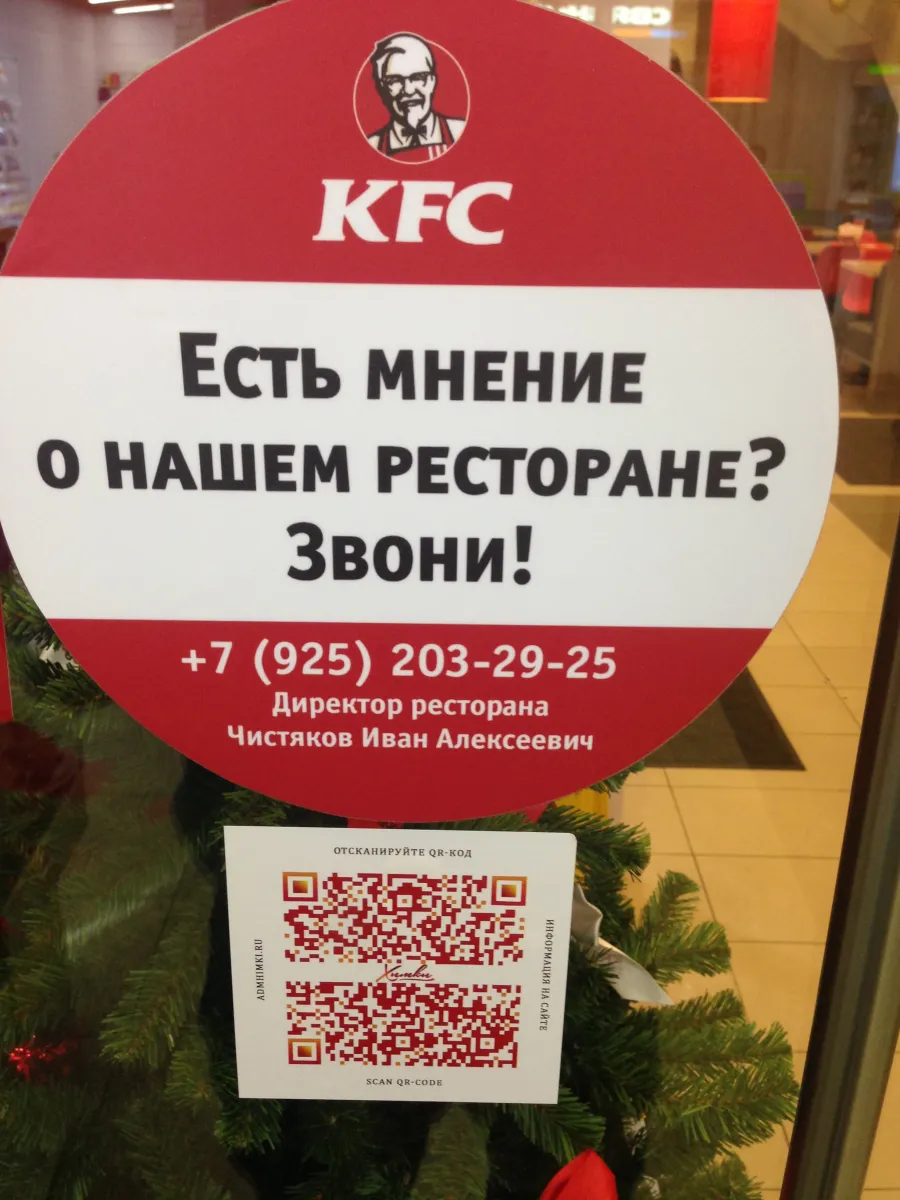 KFC
Есть мнение
о нашем ресторане?
Звони!
+7 (925) 203-29-25
Директор ресторана
Чистяков Иван Алексеевич
ОТСКАНИРУЙТЕ QR-КОД
ADMHIMKI.RU
Химки
ИНФОРМАЦИЯ НА САЙТЕ
SCAN QR-CODE